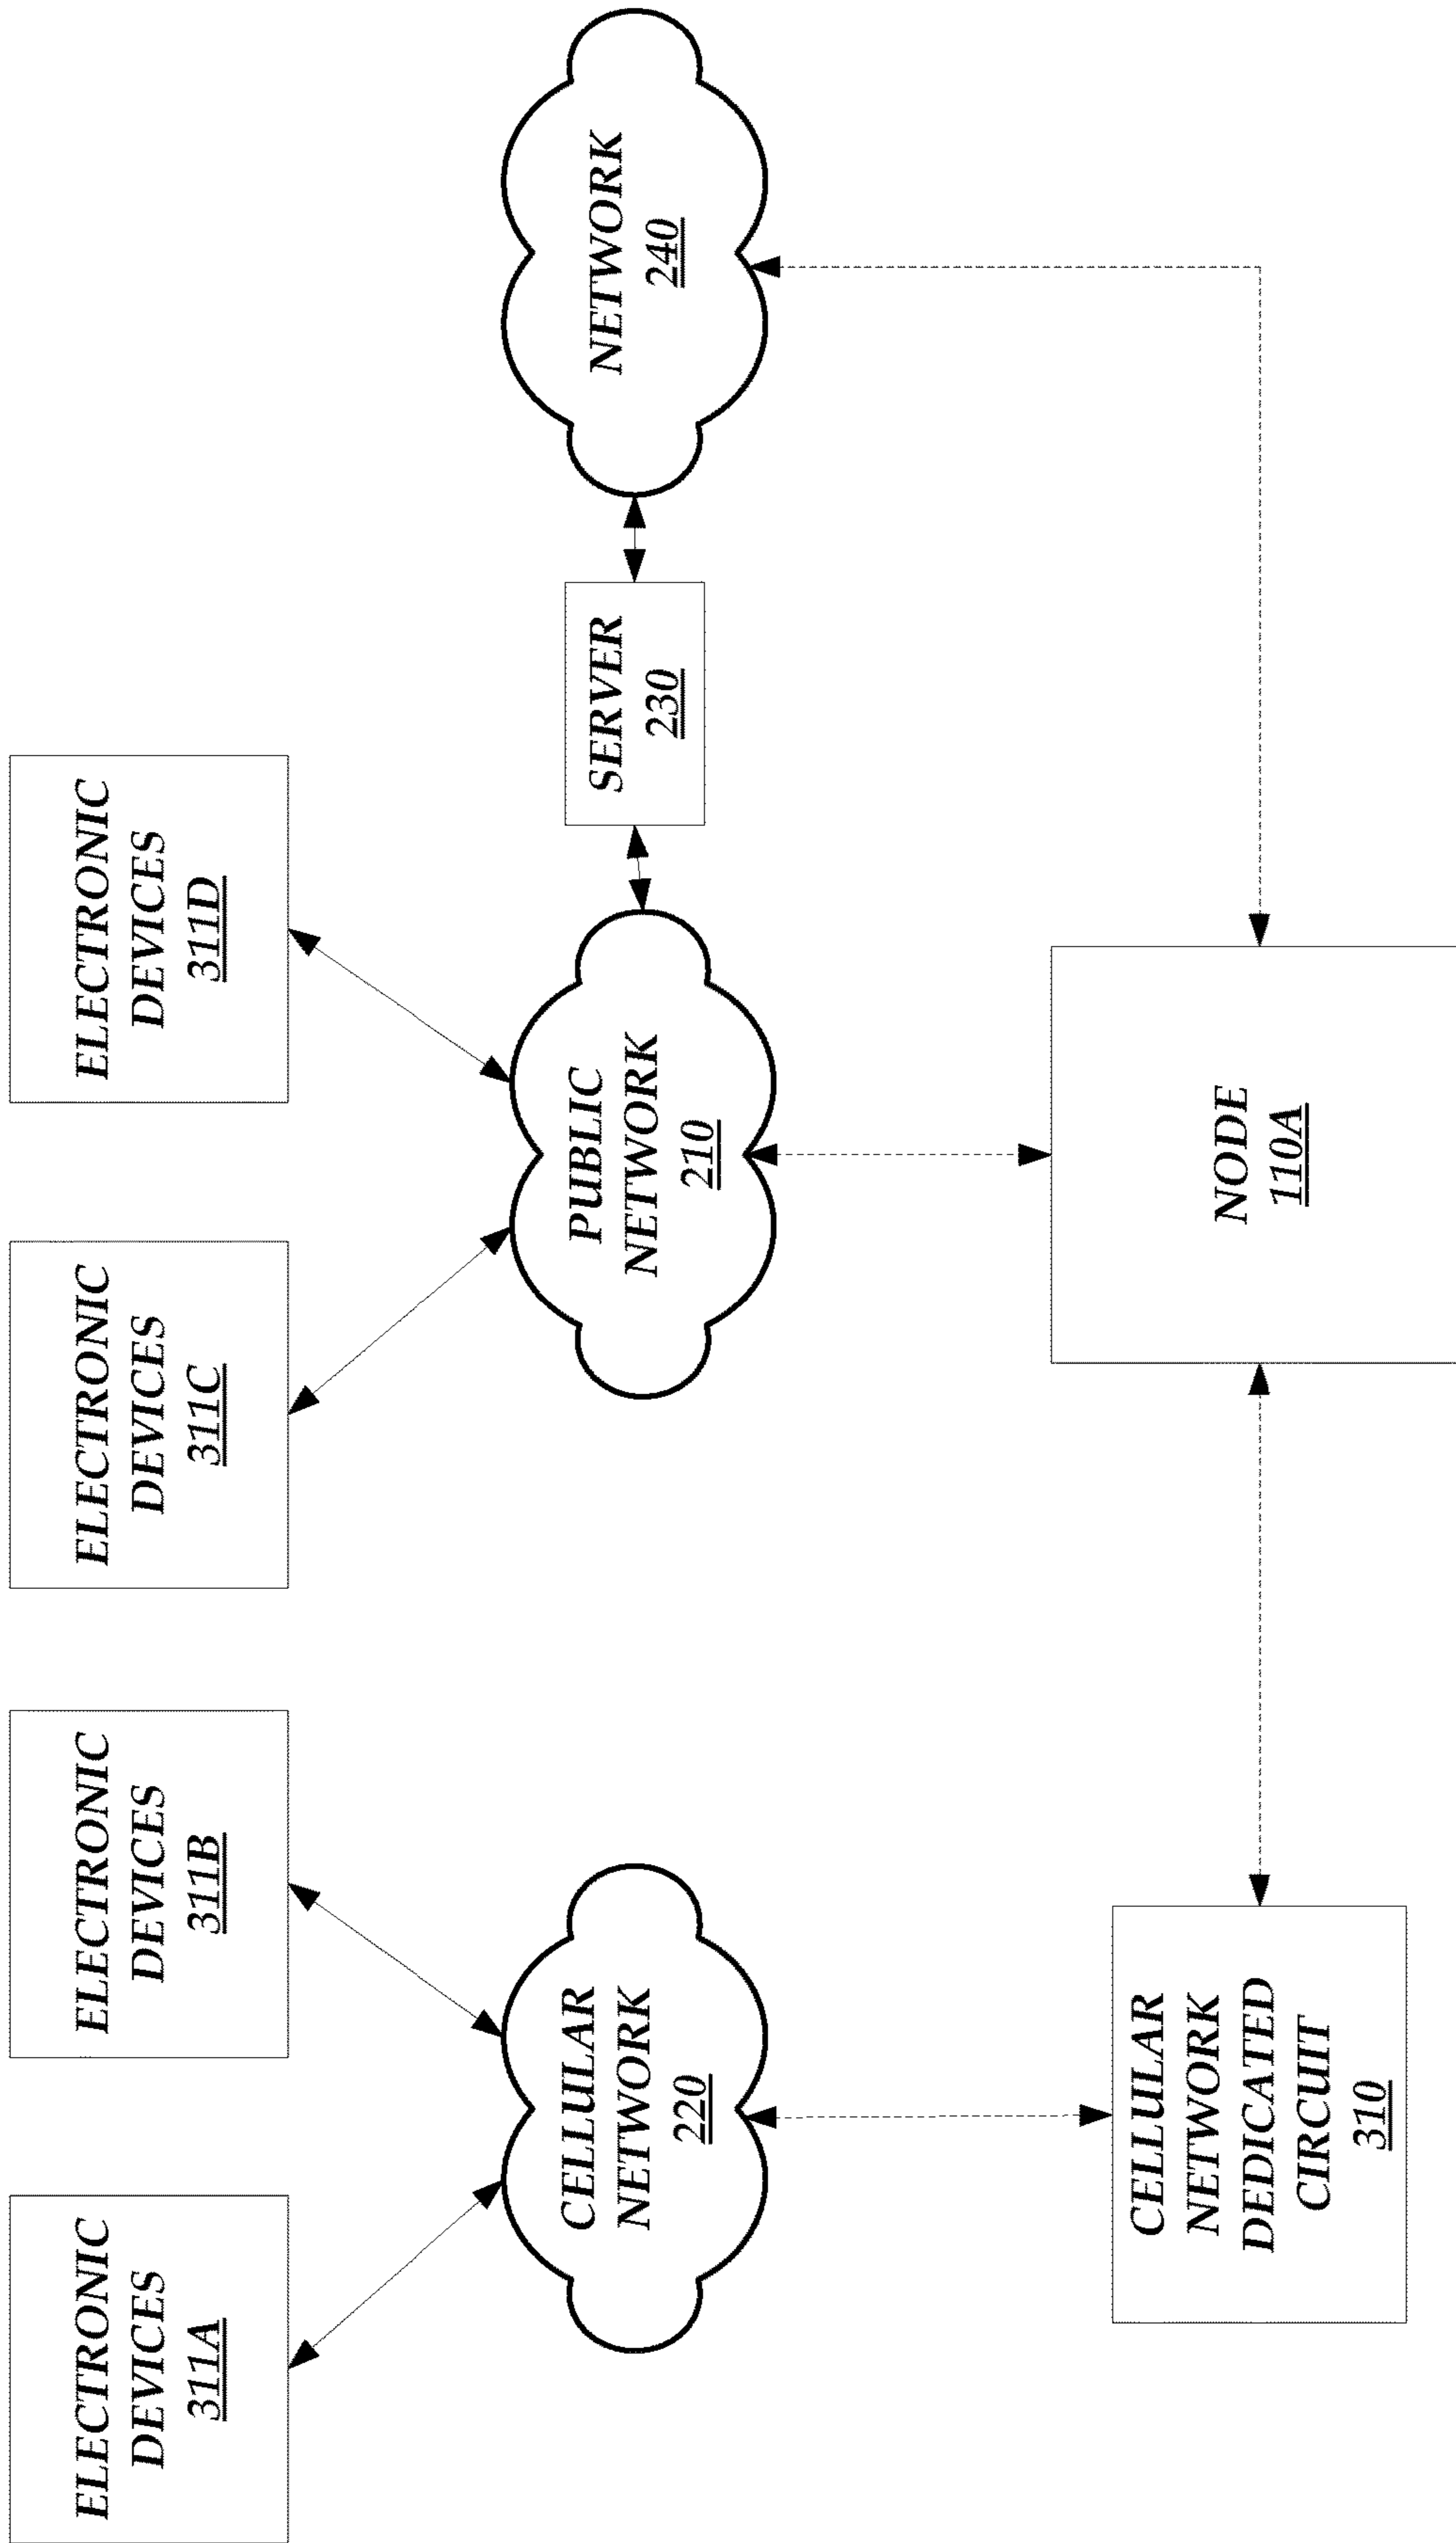 ELECTRONIC
DEVICES
311A
ELECTRONIC
DEVICES
311B
ELECTRONIC
DEVICES
311C
ELECTRONIC
DEVICES
311D
CELLULAR
NETWORK
220
PUBLIC
NETWORK
210
SERVER
230
NETWORK
240
CELLULAR
NETWORK
DEDICATED
CIRCUIT
310
NODE
110A